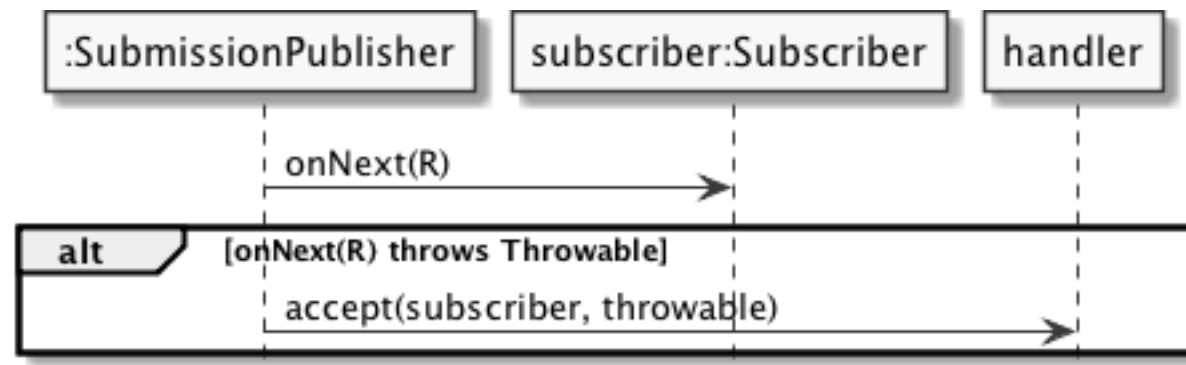 :SubmissionPublisher subscriber:Subscriber handler
onNext(R)
alt [onNext(R) throws Throwable]
accept(subscriber, throwable)